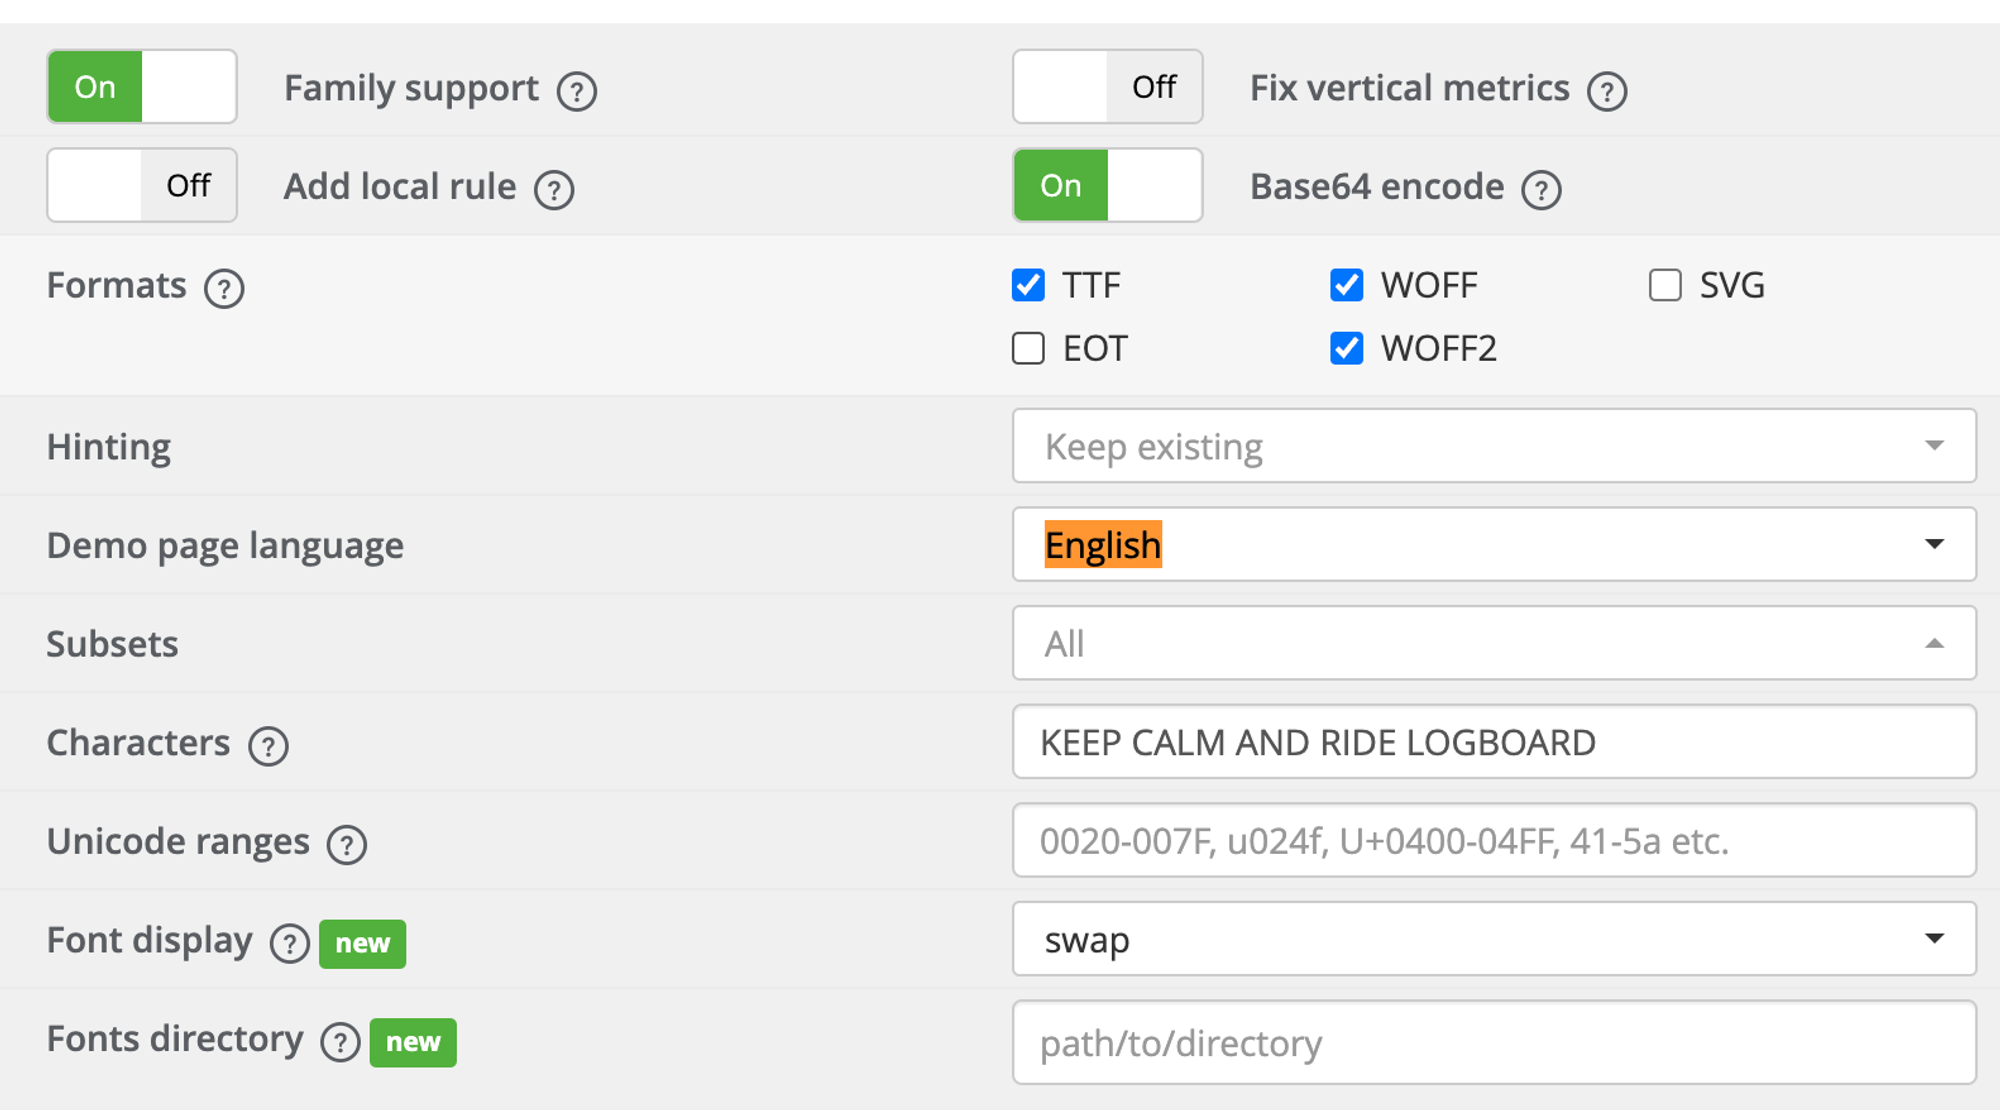 On Family support ? Off Fix vertical metrics ?
Off Add local rule ? On Base64 encode ?
Formats ? TTF WOFF SVG
EOT WOFF2
Hinting Keep existing
Demo page language English
Subsets All
Characters ? KEEP CALM AND RIDE LOGBOARD
Unicode ranges ? 0020-007F, u024f, U+0400-04FF, 41-5a etc.
Font display ? new swap
Fonts directory ? new path/to/directory